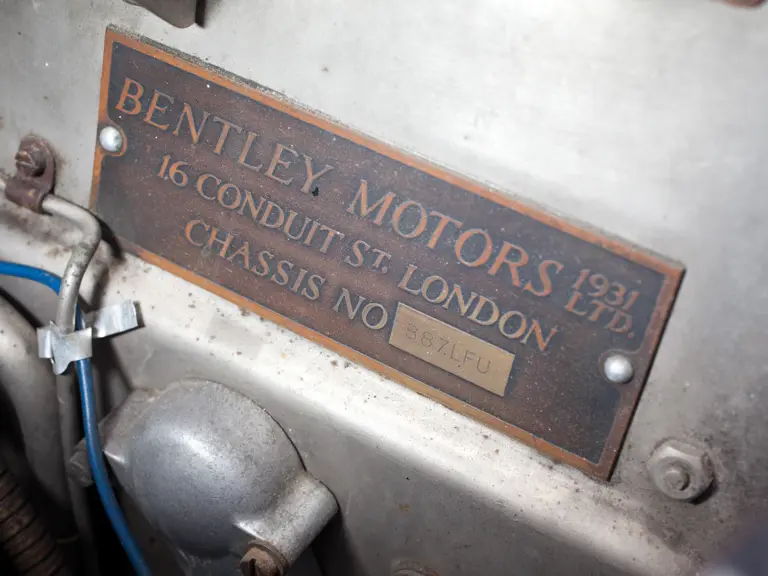 BENTLEY MOTORS 1931 LTD.
16 CONDUIT ST. LONDON
CHASSIS NO B87LFU